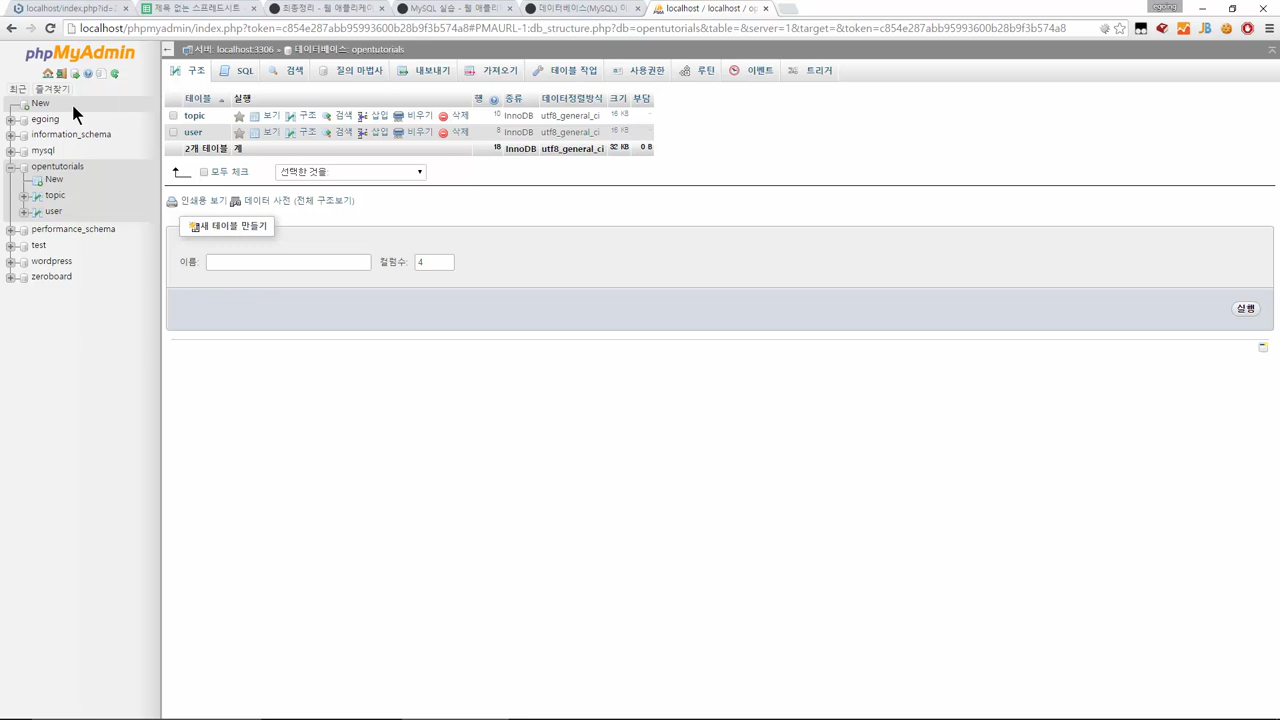 localhost/index.php?id=
제목 없는 스프레드시트
최종정리 - 웹 애플리케이
MySQL 실습 - 웹 애플리
데이터베이스(MySQL) 이
localhost / localhost / op
egoing
localhost/phpmyadmin/index.php?token=c854e287abb95993600b28b9f3b574a8#PMAURL-1:db_structure.php?db=opentutorials&table=&server=1&target=&token=c854e287abb95993600b28b9f3b574a8
phpMyAdmin
최근 즐겨찾기
New
egoing
information_schema
mysql
opentutorials
New
topic
user
performance_schema
test
wordpress
zeroboard
서버: localhost:3306 » 데이터베이스: opentutorials
구조 SQL 검색 질의 마법사 내보내기 가져오기 테이블 작업 사용권한 루틴 이벤트 트리거
테이블 실행 행 종류 데이터정렬방식 크기 부담
topic 보기 구조 검색 삽입 비우기 삭제 10 InnoDB utf8_general_ci 16 KB -
user 보기 구조 검색 삽입 비우기 삭제 8 InnoDB utf8_general_ci 16 KB -
2개 테이블 계 18 InnoDB utf8_general_ci 32 KB 0 B
모두 체크 선택한 것을:
인쇄용 보기 데이터 사전 (전체 구조보기)
새 테이블 만들기
이름: 컬럼수: 4
실행